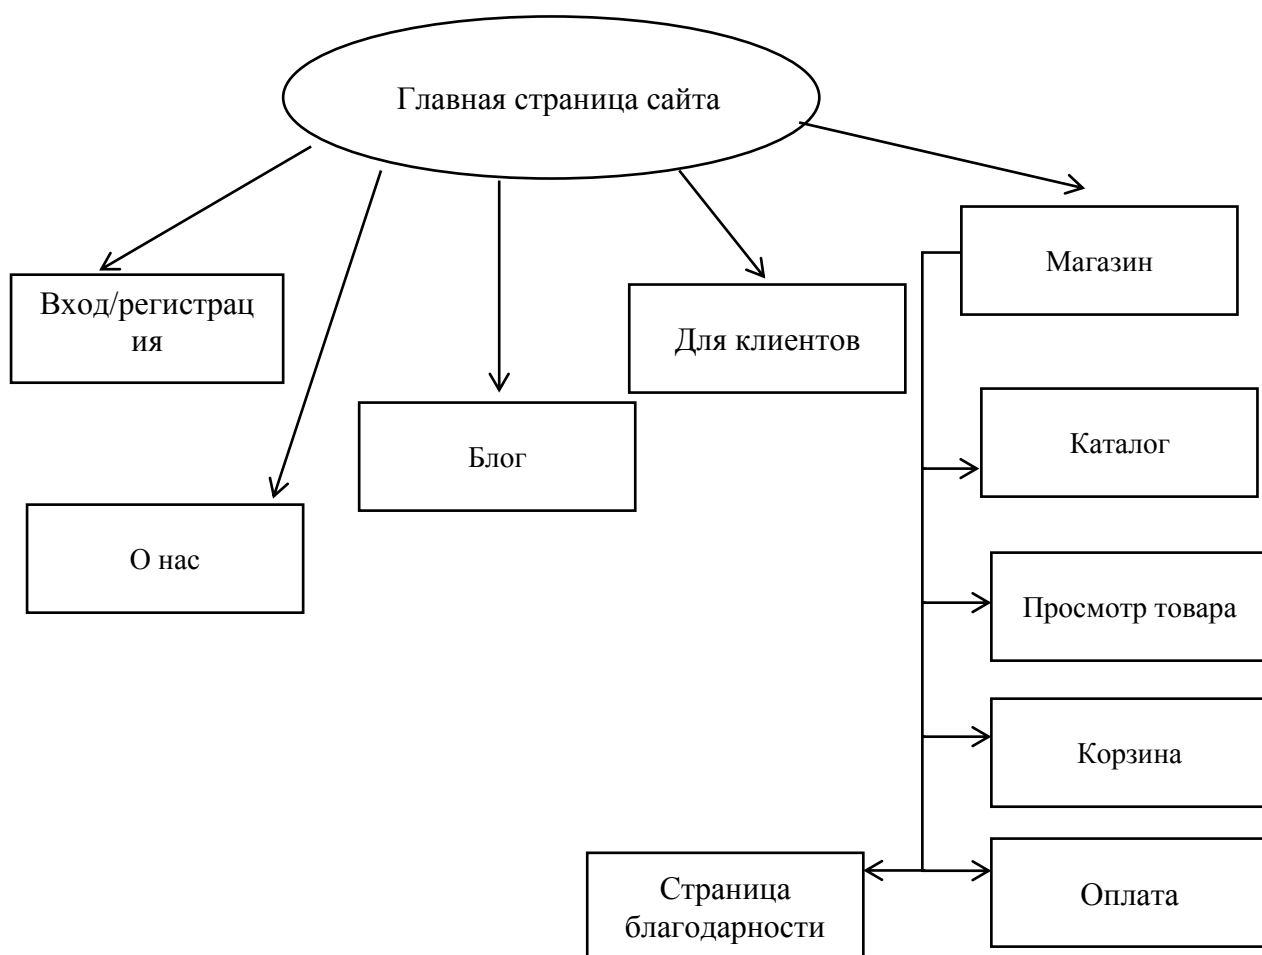 Главная страница сайта
Магазин
Вход/регистрац
ия
Для клиентов
Каталог
Блог
О нас
Просмотр товара
Корзина
Страница
благодарности
Оплата